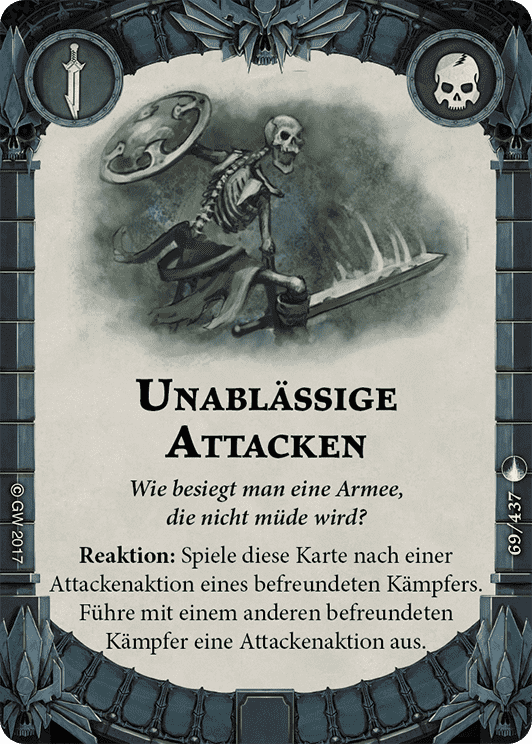 UNABLÄSSIGE
ATTACKEN
Wie besiegt man eine Armee,
die nicht müde wird?
Reaktion: Spiele diese Karte nach einer
Attackenaktion eines befreundeten Kämpfers.
Führe mit einem anderen befreundeten
Kämpfer eine Attackenaktion aus.
© GW 2017
69/437